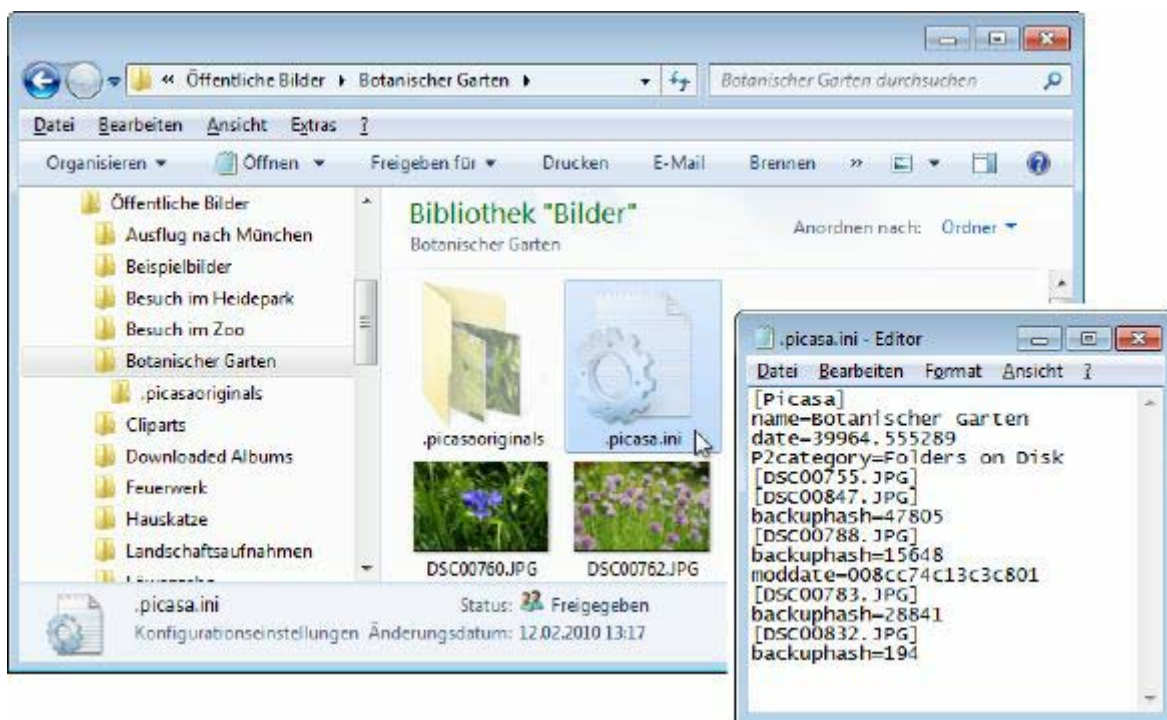 « Öffentliche Bilder ▸ Botanischer Garten ▸
Botanischer Garten durchsuchen
Datei Bearbeiten Ansicht Extras ?
Organisieren Öffnen Freigeben für Drucken E-Mail Brennen »
Öffentliche Bilder
Ausflug nach München
Beispielbilder
Besuch im Heidepark
Besuch im Zoo
Botanischer Garten
.picasaoriginals
Cliparts
Downloaded Albums
Feuerwerk
Hauskatze
Landschaftsaufnahmen
Bibliothek "Bilder"
Botanischer Garten
Anordnen nach: Ordner
.picasaoriginals
.picasa.ini
DSC00760.JPG
DSC00762.JPG
.picasa.ini
Status: Freigegeben
Konfigurationseinstellungen Änderungsdatum: 12.02.2010 13:17
.picasa.ini - Editor
Datei Bearbeiten Format Ansicht ?
[Picasa]
name=Botanischer Garten
date=39964.555289
P2category=Folders on Disk
[DSC00755.JPG]
[DSC00847.JPG]
backuphash=47805
[DSC00788.JPG]
backuphash=15648
moddate=008cc74c13c3c801
[DSC00783.JPG]
backuphash=28841
[DSC00832.JPG]
backuphash=194